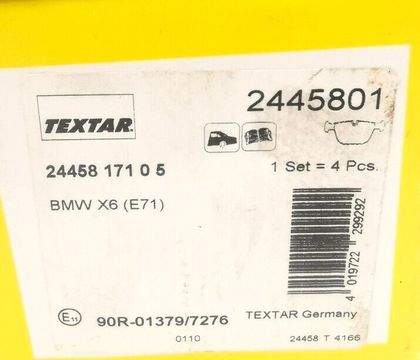 TEXTAR
2445801
24458 171 0 5
1 Set = 4 Pcs.
BMW X6 (E71)
4 019722 299292
E11
90R-01379/7276
TEXTAR Germany
0110
24458 T 4166